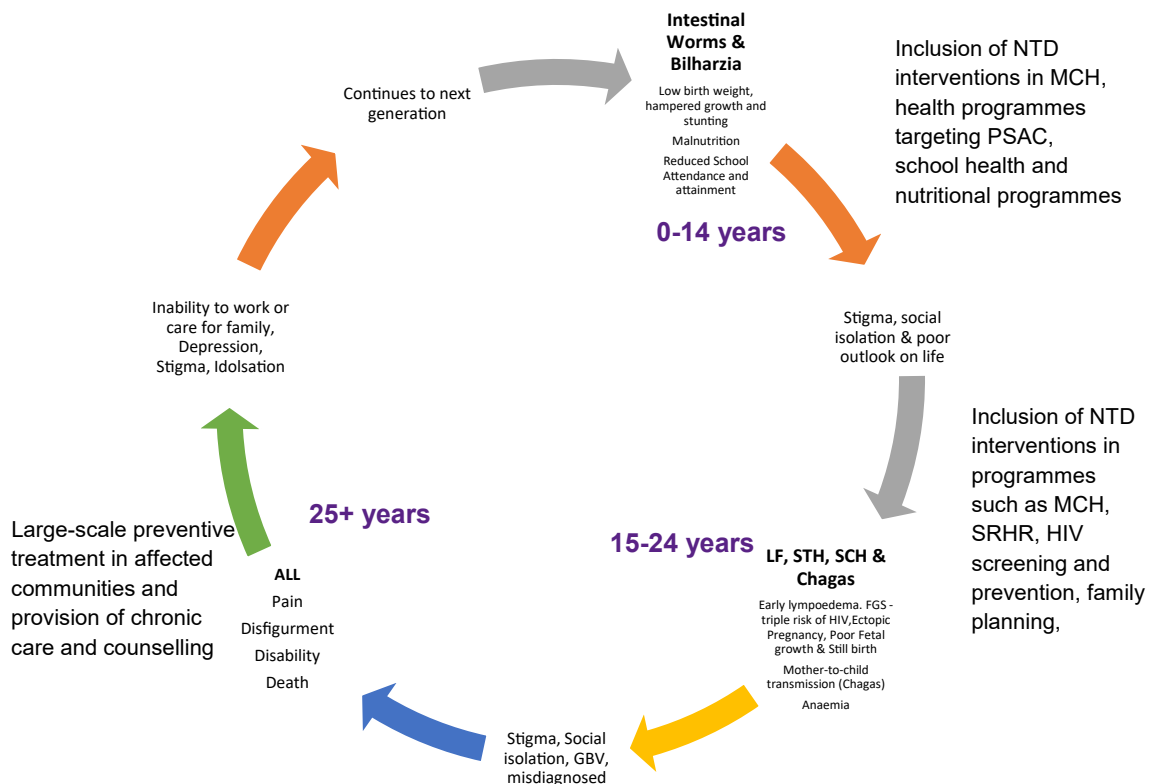 Intestinal
Worms &
Bilharzia
Low birth weight,
hampered growth and
stunting
Malnutrition
Reduced School
Attendance and
attainment
0-14 years
Inclusion of NTD
interventions in MCH,
health programmes
targeting PSAC,
school health and
nutritional programmes
Stigma, social
isolation & poor
outlook on life
Inclusion of NTD
interventions in
programmes
such as MCH,
SRHR, HIV
screening and
prevention, family
planning,
15-24 years
LF, STH, SCH &
Chagas
Early lympoedema. FGS -
triple risk of HIV,Ectopic
Pregnancy, Poor Fetal
growth & Still birth
Mother-to-child
transmission (Chagas)
Anaemia
Stigma, Social
isolation, GBV,
misdiagnosed
25+ years
ALL
Pain
Disfigurment
Disability
Death
Large-scale preventive
treatment in affected
communities and
provision of chronic
care and counselling
Inability to work or
care for family,
Depression,
Stigma, Idolsation
Continues to next
generation